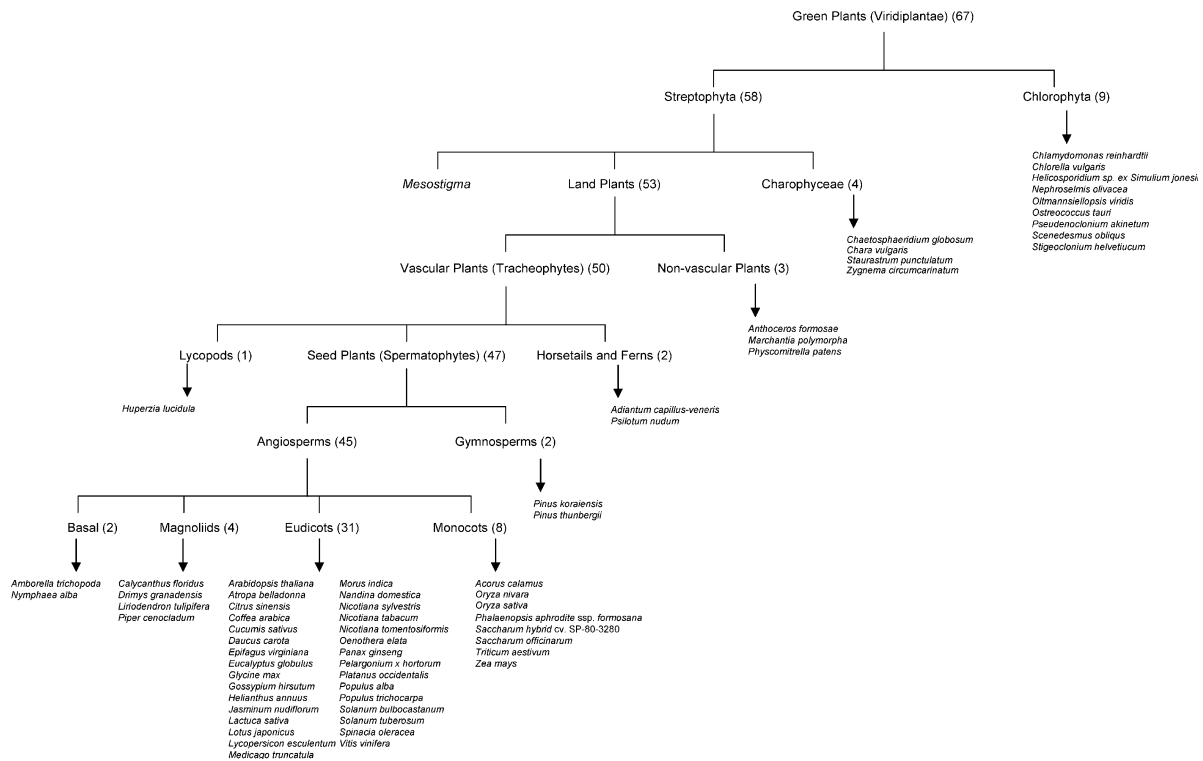 Green Plants (Viridiplantae) (67)
Streptophyta (58)
Chlorophyta (9)
Chlamydomonas reinhardtii
Chlorella vulgaris
Helicosporidium sp. ex Simulium jonesii
Nephroselmis olivacea
Oltmannsiellopsis viridis
Ostreococcus tauri
Pseudenoclonium akinetum
Scenedesmus obliqus
Stigeoclonium helvetiucum
Mesostigma
Land Plants (53)
Charophyceae (4)
Chaetosphaeridium globosum
Chara vulgaris
Staurastrum punctulatum
Zygnema circumcarinatum
Vascular Plants (Tracheophytes) (50)
Non-vascular Plants (3)
Anthoceros formosae
Marchantia polymorpha
Physcomitrella patens
Lycopods (1)
Seed Plants (Spermatophytes) (47)
Horsetails and Ferns (2)
Huperzia lucidula
Adiantum capillus-veneris
Psilotum nudum
Angiosperms (45)
Gymnosperms (2)
Pinus koraiensis
Pinus thunbergii
Basal (2)
Magnoliids (4)
Eudicots (31)
Monocots (8)
Amborella trichopoda
Nymphaea alba
Calycanthus floridus
Drimys granadensis
Liriodendron tulipifera
Piper cenocladum
Arabidopsis thaliana
Atropa belladonna
Citrus sinensis
Coffea arabica
Cucumis sativus
Daucus carota
Epifagus virginiana
Eucalyptus globulus
Glycine max
Gossypium hirsutum
Helianthus annuus
Jasminum nudiflorum
Lactuca sativa
Lotus japonicus
Lycopersicon esculentum
Medicago truncatula
Morus indica
Nandina domestica
Nicotiana sylvestris
Nicotiana tabacum
Nicotiana tomentosiformis
Oenothera elata
Panax ginseng
Pelargonium x hortorum
Platanus occidentalis
Populus alba
Populus trichocarpa
Solanum bulbocastanum
Solanum tuberosum
Spinacia oleracea
Vitis vinifera
Acorus calamus
Oryza nivara
Oryza sativa
Phalaenopsis aphrodite ssp. formosana
Saccharum hybrid cv. SP-80-3280
Saccharum officinarum
Triticum aestivum
Zea mays